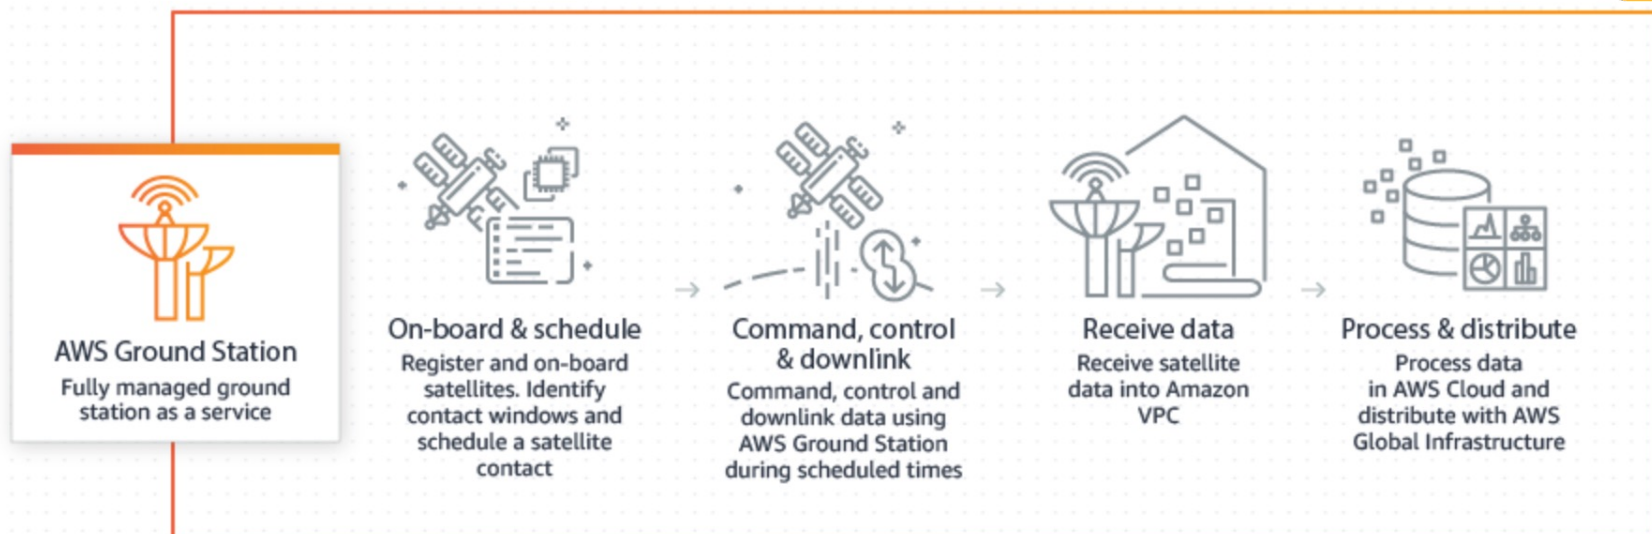 AWS Ground Station
Fully managed ground
station as a service
On-board & schedule
Register and on-board
satellites. Identify
contact windows and
schedule a satellite
contact
Command, control
& downlink
Command, control and
downlink data using
AWS Ground Station
during scheduled times
Receive data
Receive satellite
data into Amazon
VPC
Process & distribute
Process data
in AWS Cloud and
distribute with AWS
Global Infrastructure